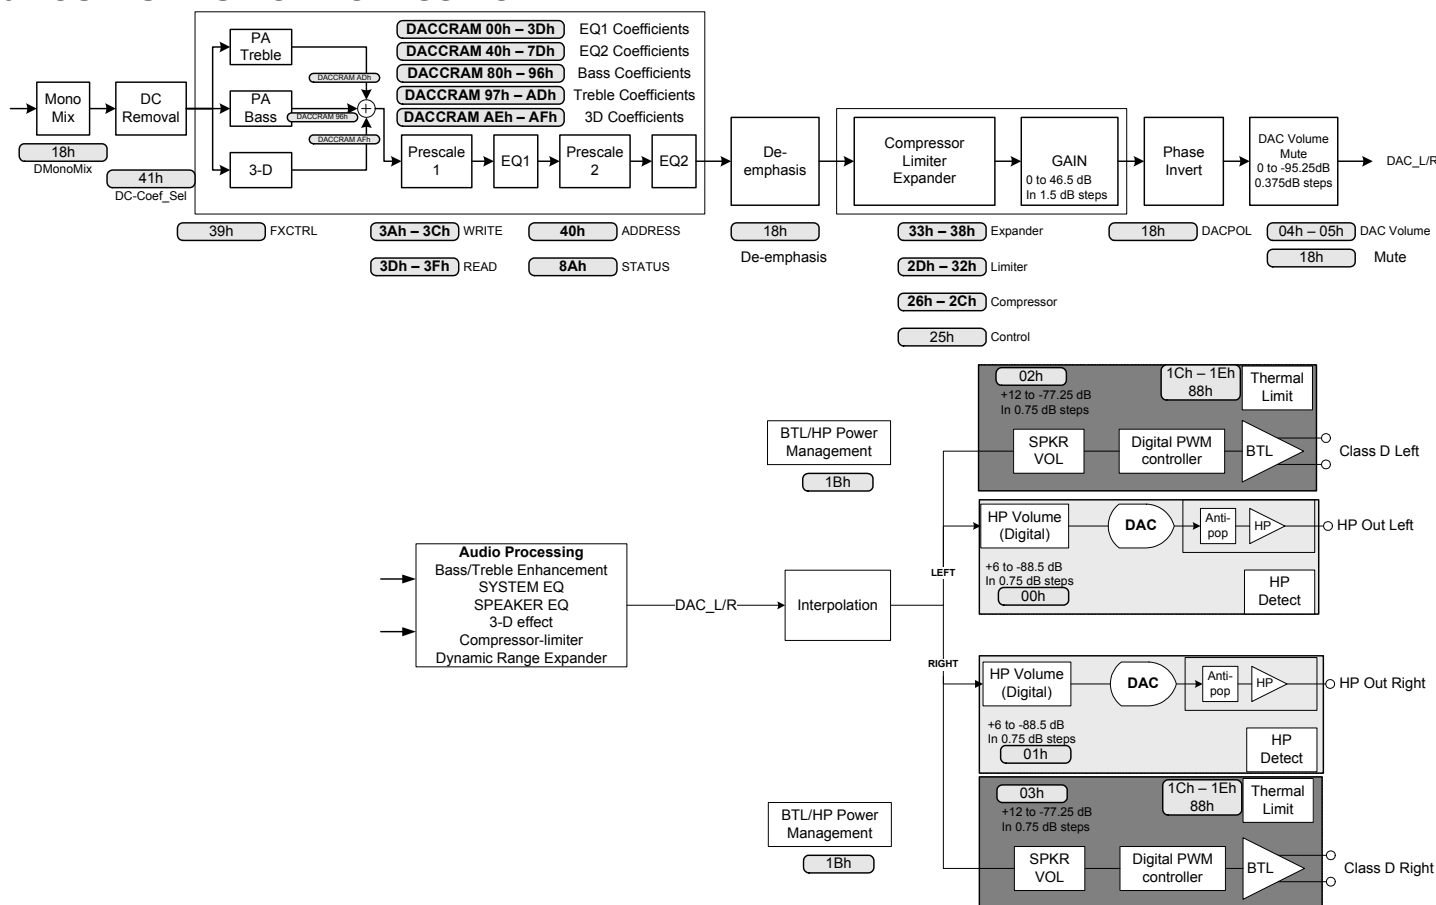 DACCRAM 00h – 3Dh EQ1 Coefficients
DACCRAM 40h – 7Dh EQ2 Coefficients
DACCRAM 80h – 96h Bass Coefficients
DACCRAM 97h – ADh Treble Coefficients
DACCRAM AEh – AFh 3D Coefficients
PA
Treble
DACCRAM ADh
Mono
Mix
DC
Removal
PA
Bass
DACCRAM 96h
DACCRAM AFh
3-D
Prescale
1
EQ1
Prescale
2
EQ2
De-
emphasis
Compressor
Limiter
Expander
GAIN
0 to 46.5 dB
In 1.5 dB steps
Phase
Invert
DAC Volume
Mute
0 to -95.25dB
0.375dB steps
DAC_L/R
18h
DMonoMix
41h
DC-Coef_Sel
39h FXCTRL
3Ah – 3Ch WRITE
40h ADDRESS
3Dh – 3Fh READ
8Ah STATUS
18h
De-emphasis
33h – 38h Expander
2Dh – 32h Limiter
26h – 2Ch Compressor
25h Control
18h DACPOL
04h – 05h DAC Volume
18h Mute
02h
+12 to -77.25 dB
In 0.75 dB steps
1Ch – 1Eh
88h
Thermal
Limit
BTL/HP Power
Management
1Bh
SPKR
VOL
Digital PWM
controller
BTL
Class D Left
HP Volume
(Digital)
DAC
Anti-
pop
HP
HP Out Left
+6 to -88.5 dB
In 0.75 dB steps
00h
HP
Detect
Audio Processing
Bass/Treble Enhancement
SYSTEM EQ
SPEAKER EQ
3-D effect
Compressor-limiter
Dynamic Range Expander
DAC_L/R
Interpolation
LEFT
RIGHT
HP Volume
(Digital)
DAC
Anti-
pop
HP
HP Out Right
+6 to -88.5 dB
In 0.75 dB steps
01h
HP
Detect
03h
+12 to -77.25 dB
In 0.75 dB steps
1Ch – 1Eh
88h
Thermal
Limit
BTL/HP Power
Management
1Bh
SPKR
VOL
Digital PWM
controller
BTL
Class D Right